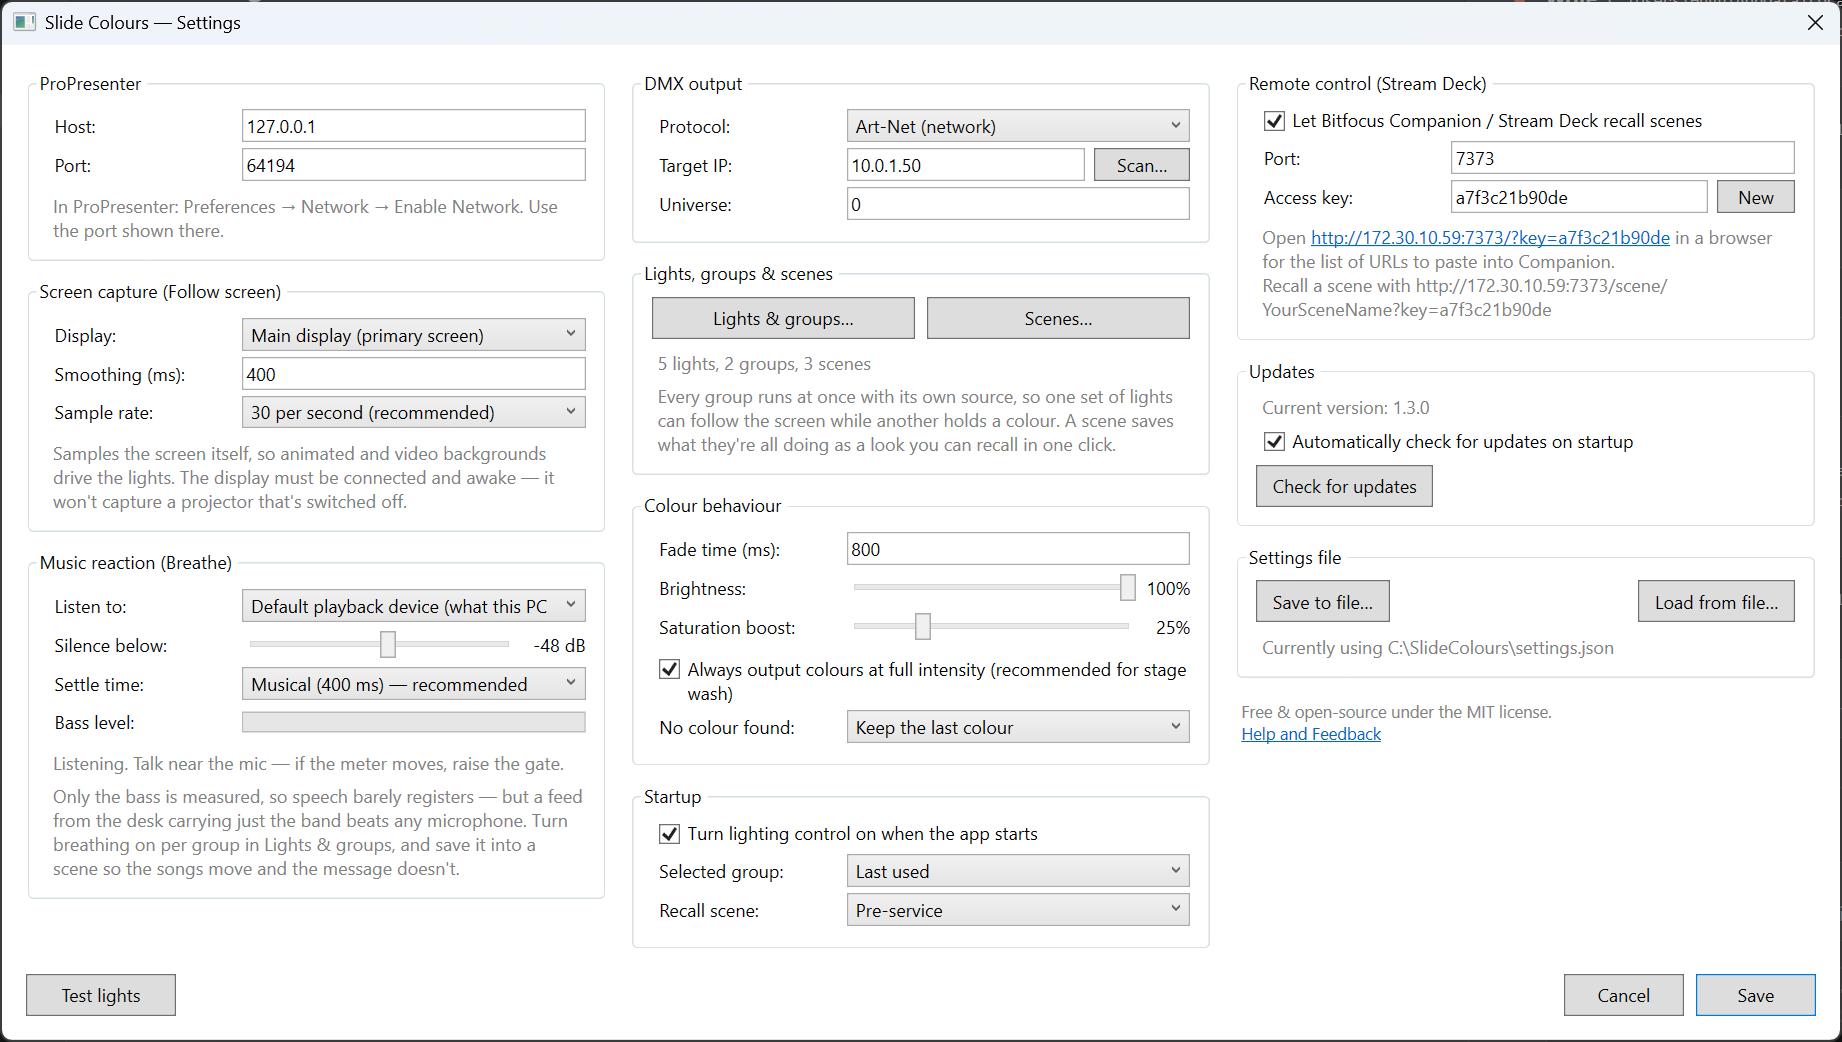 Slide Colours — Settings
ProPresenter
Host:
127.0.0.1
Port:
64194
In ProPresenter: Preferences → Network → Enable Network. Use
the port shown there.
Screen capture (Follow screen)
Display:
Main display (primary screen)
Smoothing (ms):
400
Sample rate:
30 per second (recommended)
Samples the screen itself, so animated and video backgrounds
drive the lights. The display must be connected and awake — it
won't capture a projector that's switched off.
Music reaction (Breathe)
Listen to:
Default playback device (what this PC
Silence below:
-48 dB
Settle time:
Musical (400 ms) — recommended
Bass level:
Listening. Talk near the mic — if the meter moves, raise the gate.
Only the bass is measured, so speech barely registers — but a feed
from the desk carrying just the band beats any microphone. Turn
breathing on per group in Lights & groups, and save it into a
scene so the songs move and the message doesn't.
Test lights
DMX output
Protocol:
Art-Net (network)
Target IP:
10.0.1.50
Scan...
Universe:
0
Lights, groups & scenes
Lights & groups...
Scenes...
5 lights, 2 groups, 3 scenes
Every group runs at once with its own source, so one set of lights
can follow the screen while another holds a colour. A scene saves
what they're all doing as a look you can recall in one click.
Colour behaviour
Fade time (ms):
800
Brightness:
100%
Saturation boost:
25%
Always output colours at full intensity (recommended for stage
wash)
No colour found:
Keep the last colour
Startup
Turn lighting control on when the app starts
Selected group:
Last used
Recall scene:
Pre-service
Remote control (Stream Deck)
Let Bitfocus Companion / Stream Deck recall scenes
Port:
7373
Access key:
a7f3c21b90de
New
Open http://172.30.10.59:7373/?key=a7f3c21b90de in a browser
for the list of URLs to paste into Companion.
Recall a scene with http://172.30.10.59:7373/scene/
YourSceneName?key=a7f3c21b90de
Updates
Current version: 1.3.0
Automatically check for updates on startup
Check for updates
Settings file
Save to file...
Load from file...
Currently using C:\SlideColours\settings.json
Free & open-source under the MIT license.
Help and Feedback
Cancel
Save